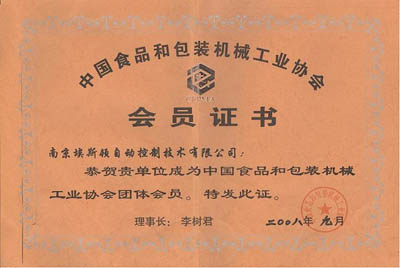 中国食品和包装机械工业协会
会员证书
南京埃斯顿自动控制技术有限公司：
恭贺贵单位成为中国食品和包装机械
工业协会团体会员。特发此证。
理事长：李树君
二〇〇八年九月